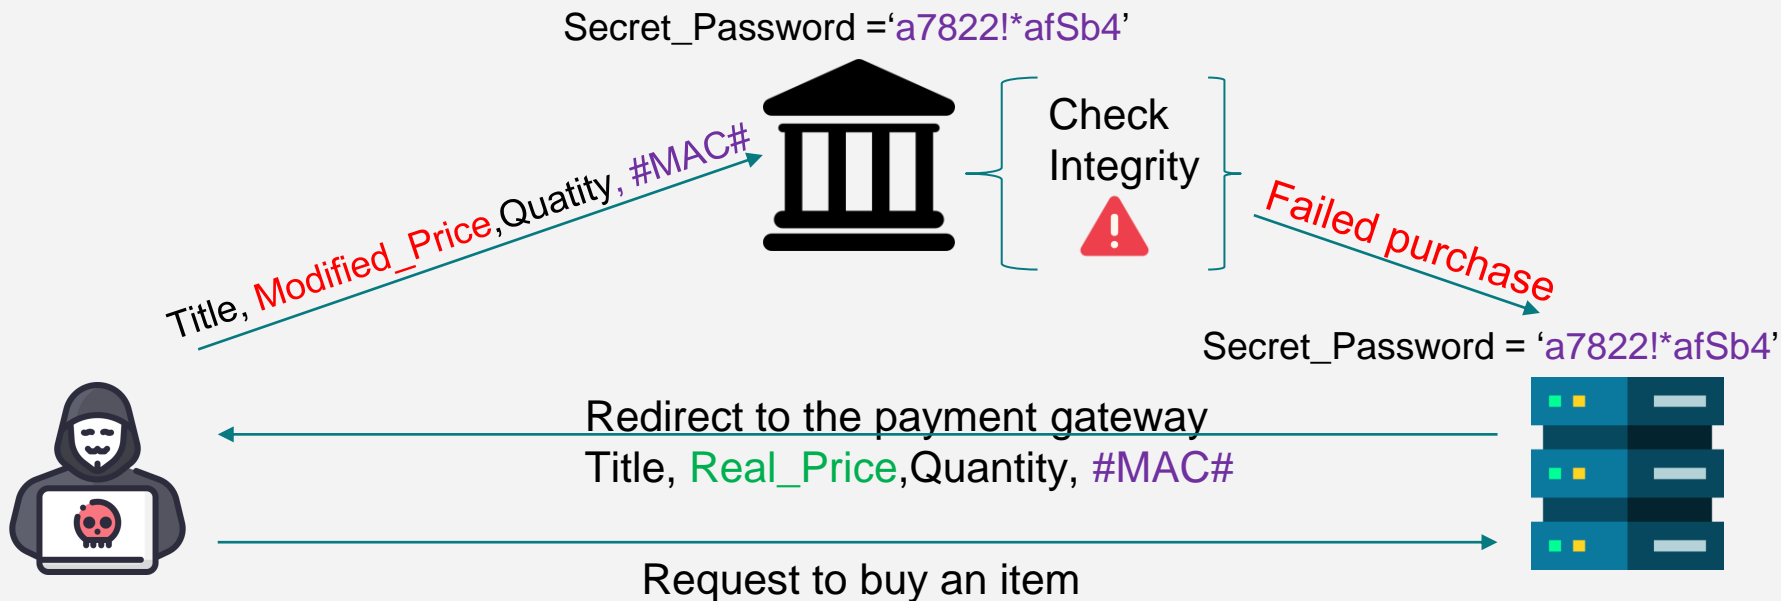 Secret_Password =‘a7822!*afSb4’
Check
Integrity
Title, Modified_Price,Quatity, #MAC#
Failed purchase
Secret_Password = ‘a7822!*afSb4’
Redirect to the payment gateway
Title, Real_Price,Quantity, #MAC#
Request to buy an item